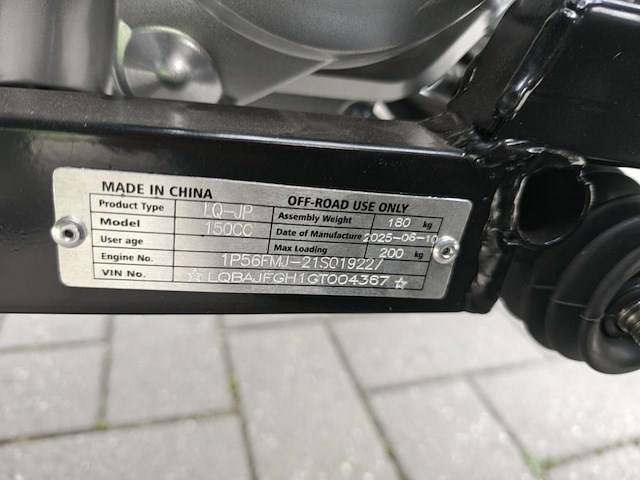 MADE IN CHINA OFF-ROAD USE ONLY
Product Type LQ-JP Assembly Weight 180 kg
Model 150CC Date of Manufacture 2025-06-10
User age Max Loading 200 kg
Engine No. 1P56FMJ-21S019227
VIN No. ☆LQBAJFGH1GT004367☆